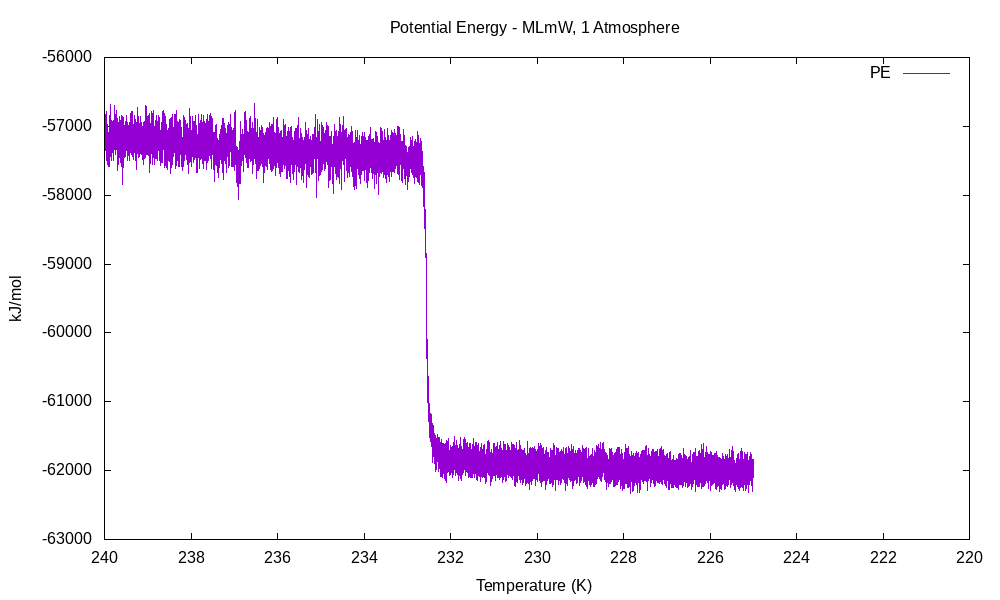 Potential Energy - MLmW, 1 Atmosphere
PE
kJ/mol
-56000
-57000
-58000
-59000
-60000
-61000
-62000
-63000
240 238 236 234 232 230 228 226 224 222 220
Temperature (K)